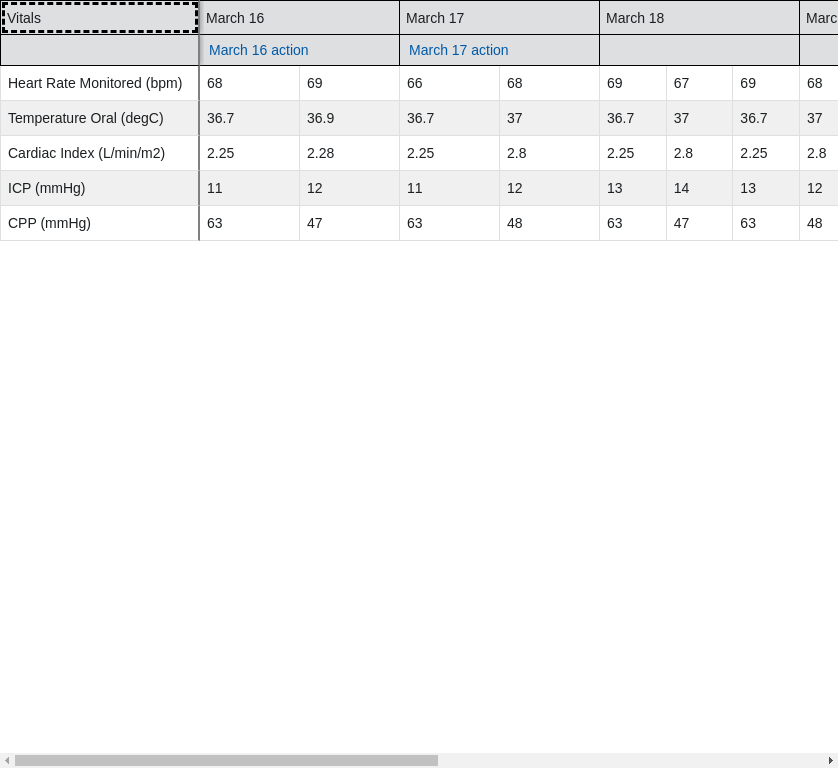 Vitals March 16 March 17 March 18 Marc
March 16 action March 17 action
Heart Rate Monitored (bpm) 68 69 66 68 69 67 69 68
Temperature Oral (degC) 36.7 36.9 36.7 37 36.7 37 36.7 37
Cardiac Index (L/min/m2) 2.25 2.28 2.25 2.8 2.25 2.8 2.25 2.8
ICP (mmHg) 11 12 11 12 13 14 13 12
CPP (mmHg) 63 47 63 48 63 47 63 48